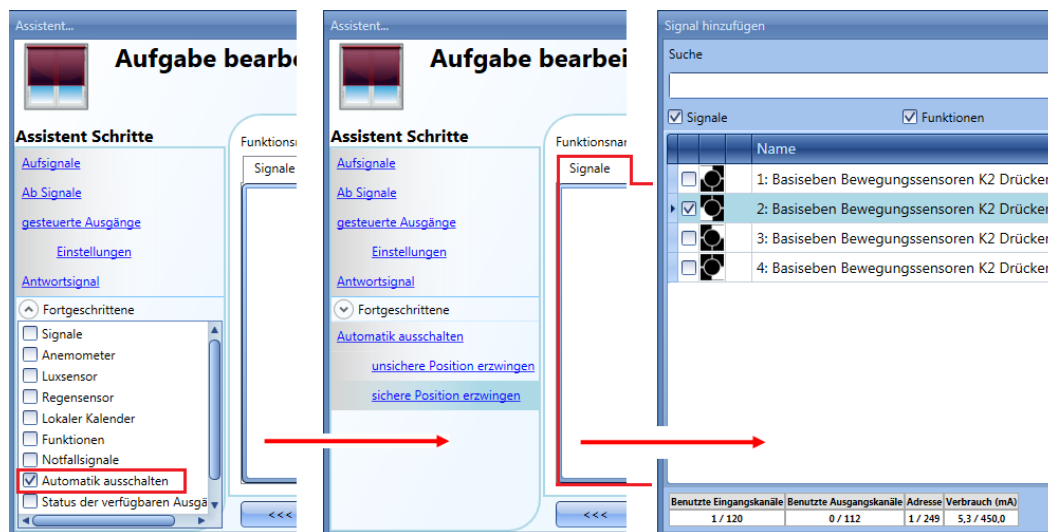 Assistent...
Aufgabe bearbe
Assistent Schritte
Aufsignale
Ab Signale
gesteuerte Ausgänge
Einstellungen
Antwortsignal
Fortgeschrittene
Signale
Anemometer
Luxsensor
Regensensor
Lokaler Kalender
Funktionen
Notfallsignale
Automatik ausschalten
Status der verfügbaren Ausgä
Funktionsn
Signale
<<<
Assistent...
Aufgabe bearbei
Assistent Schritte
Aufsignale
Ab Signale
gesteuerte Ausgänge
Einstellungen
Antwortsignal
Fortgeschrittene
Automatik ausschalten
unsichere Position erzwingen
sichere Position erzwingen
Funktionsnar
Signale
<<<
Signal hinzufügen
Suche
Signale Funktionen
Name
1: Basiseben Bewegungssensoren K2 Drücker
2: Basiseben Bewegungssensoren K2 Drücker
3: Basiseben Bewegungssensoren K2 Drücker
4: Basiseben Bewegungssensoren K2 Drücker
Benutzte Eingangskanäle Benutzte Ausgangskanäle Adresse Verbrauch (mA)
1 / 120 0 / 112 1 / 249 5,3 / 450,0